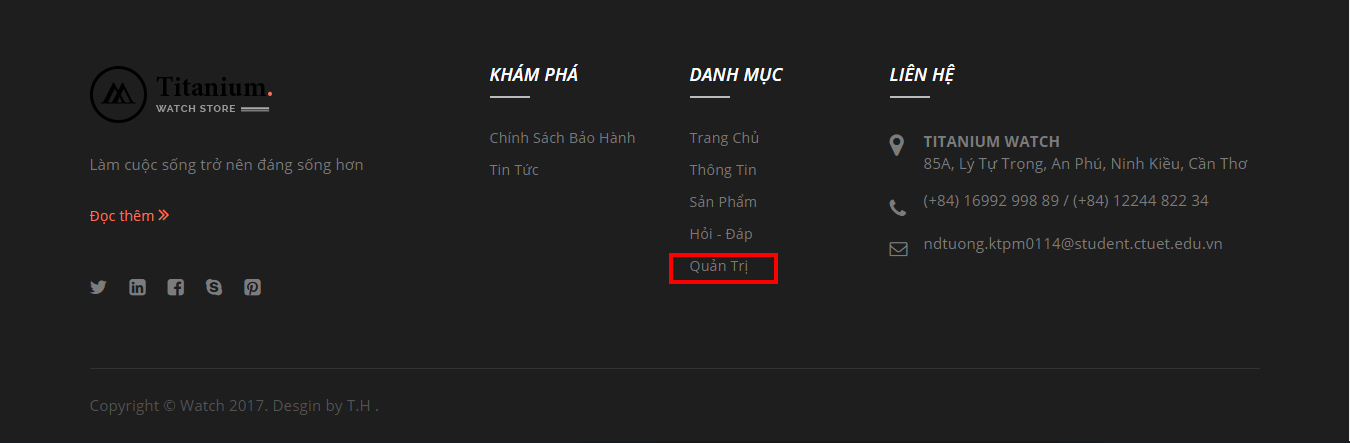 Titanium.
WATCH STORE
Làm cuộc sống trở nên đáng sống hơn
Đọc thêm
KHÁM PHÁ
Chính Sách Bảo Hành
Tin Tức
DANH MỤC
Trang Chủ
Thông Tin
Sản Phẩm
Hỏi - Đáp
Quản Trị
LIÊN HỆ
TITANIUM WATCH
85A, Lý Tự Trọng, An Phú, Ninh Kiều, Cần Thơ
(+84) 16992 998 89 / (+84) 12244 822 34
ndtuong.ktpm0114@student.ctuet.edu.vn
Copyright © Watch 2017. Desgin by T.H .